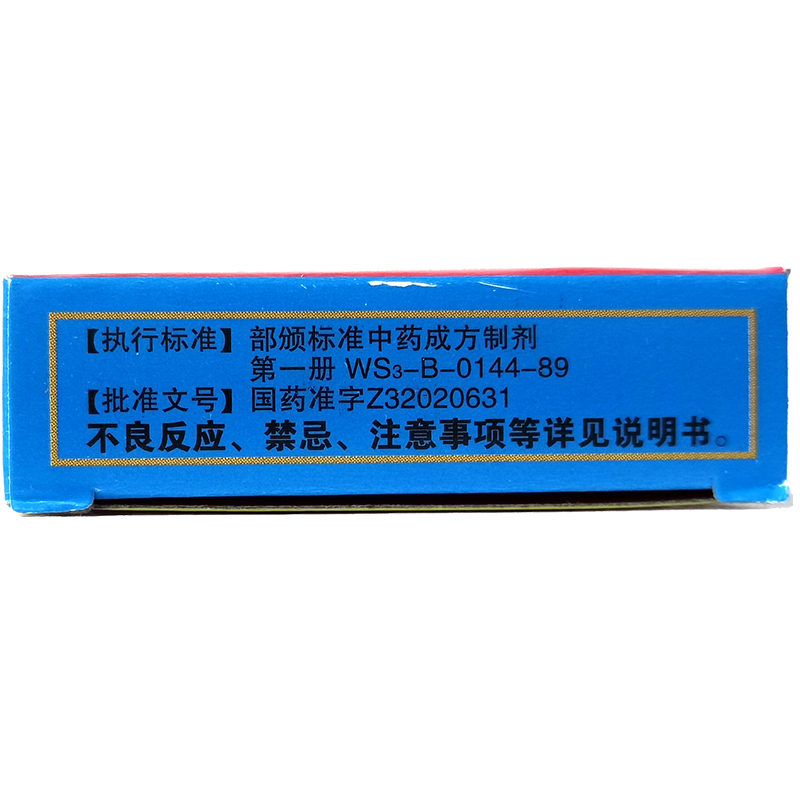 【执行标准】部颁标准中药成方制剂
第一册 WS₃-B-0144-89
【批准文号】国药准字Z32020631
不良反应、禁忌、注意事项等详见说明书。